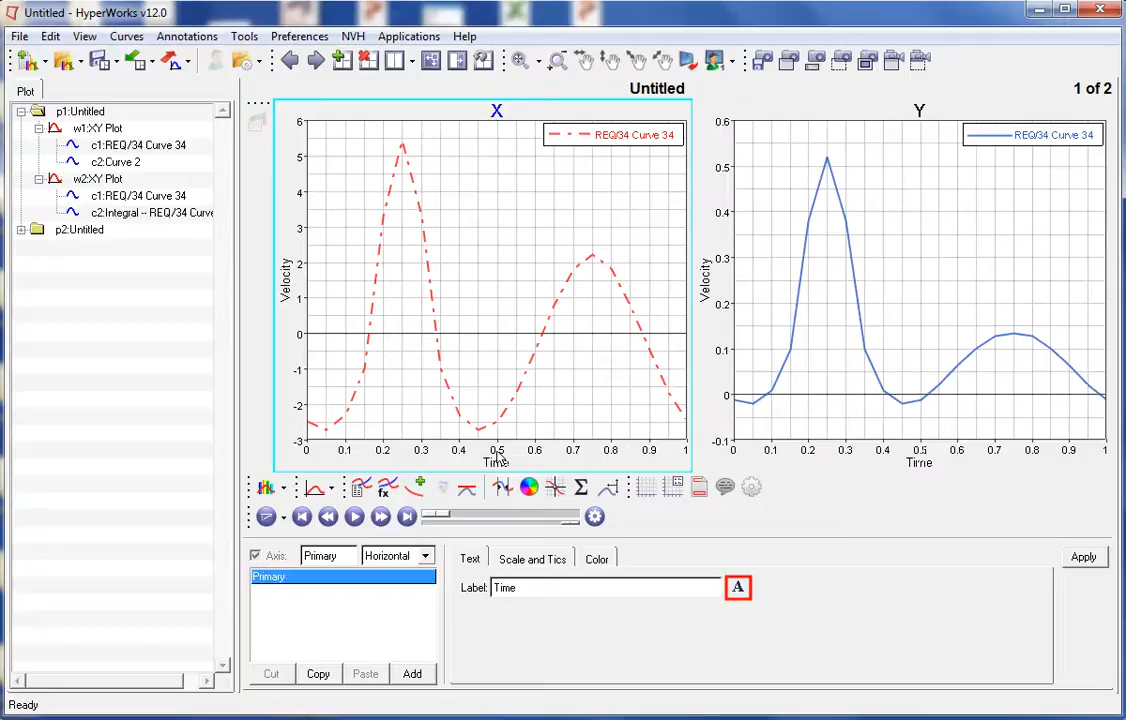 Untitled - HyperWorks v12.0
File Edit View Curves Annotations Tools Preferences NVH Applications Help
Plot
p1:Untitled
w1:XY Plot
c1:REQ/34 Curve 34
c2:Curve 2
w2:XY Plot
c1:REQ/34 Curve 34
c2:Integral -- REQ/34 Curve
p2:Untitled
Untitled
1 of 2
X
REQ/34 Curve 34
6
5
4
3
2
1
0
-1
-2
-3
Velocity
0 0.1 0.2 0.3 0.4 0.5 0.6 0.7 0.8 0.9 1
Time
Y
REQ/34 Curve 34
0.6
0.5
0.4
0.3
0.2
0.1
0
-0.1
Velocity
0 0.1 0.2 0.3 0.4 0.5 0.6 0.7 0.8 0.9 1
Time
fx
Σ
Axis: Primary Horizontal
Primary
Cut Copy Paste Add
Text Scale and Tics Color
Label: Time A
Apply
Ready